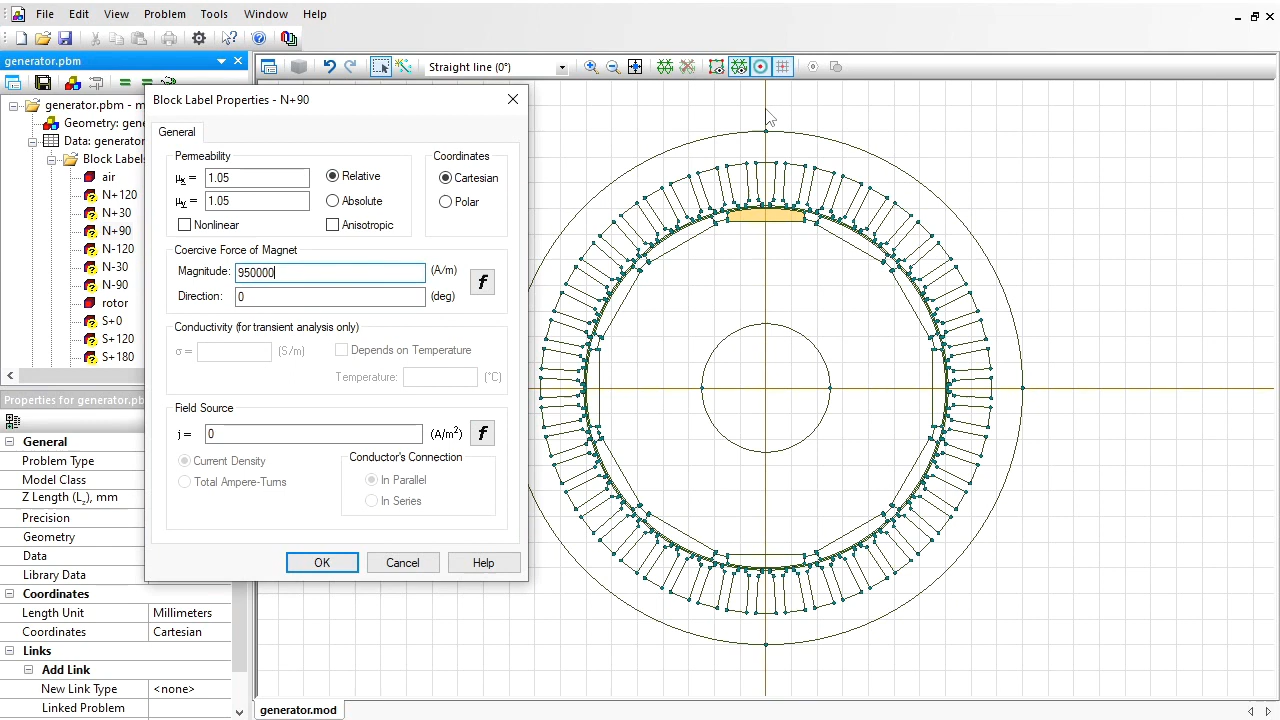 File Edit View Problem Tools Window Help
generator.pbm
Straight line (0°)
generator.pbm - m
Geometry: gene
Data: generator
Block Label
air
N+120
N+30
N+90
N-120
N-30
N-90
rotor
S+0
S+120
S+180
Block Label Properties - N+90
General
Permeability
μx = 1.05
μy = 1.05
Relative
Absolute
Nonlinear
Anisotropic
Coordinates
Cartesian
Polar
Coercive Force of Magnet
Magnitude: 950000 (A/m)
Direction: 0 (deg)
f
Conductivity (for transient analysis only)
σ = (S/m)
Depends on Temperature
Temperature: (°C)
Field Source
j = 0 (A/m²)
f
Current Density
Total Ampere-Turns
Conductor's Connection
In Parallel
In Series
OK Cancel Help
Properties for generator.pb
General
Problem Type
Model Class
Z Length (Lz), mm
Precision
Geometry
Data
Library Data
Coordinates
Length Unit Millimeters
Coordinates Cartesian
Links
Add Link
New Link Type <none>
Linked Problem
generator.mod